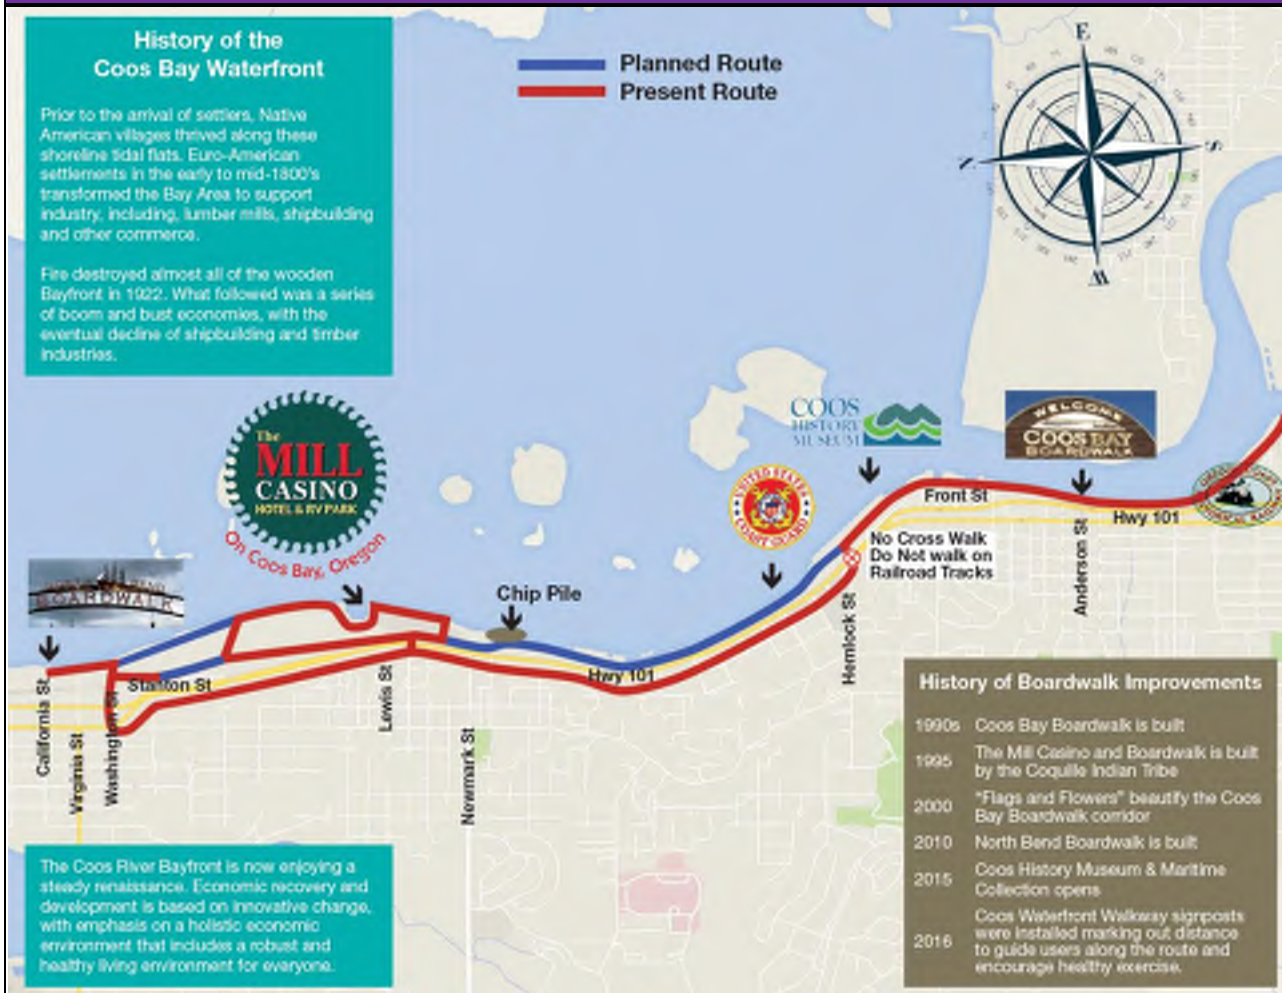 History of the
Coos Bay Waterfront
Prior to the arrival of settlers, Native
American villages thrived along these
shoreline tidal flats. Euro-American
settlements in the early to mid-1800's
transformed the Bay Area to support
industry, including, lumber mills, shipbuilding
and other commerce.
Fire destroyed almost all of the wooden
Bayfront in 1922. What followed was a series
of boom and bust economies, with the
eventual decline of shipbuilding and timber
industries.
Planned Route
Present Route
E
N
S
W
The
MILL
CASINO
HOTEL & RV PARK
On Coos Bay, Oregon
BEND
BOARDWALK
Chip Pile
UNITED STATES
COAST GUARD
COOS
HISTORY
MUSEUM
WELCOME
COOS BAY
BOARDWALK
Front St
Hwy 101
No Cross Walk
Do Not walk on
Railroad Tracks
Anderson St
Hemlock St
Hwy 101
Stanton St
Lewis St
Newmark St
California St
Virginia St
Washington St
The Coos River Bayfront is now enjoying a
steady renaissance. Economic recovery and
development is based on innovative change,
with emphasis on a holistic economic
environment that includes a robust and
healthy living environment for everyone.
History of Boardwalk Improvements
1990s Coos Bay Boardwalk is built
1995 The Mill Casino and Boardwalk is built
by the Coquille Indian Tribe
2000 "Flags and Flowers" beautify the Coos
Bay Boardwalk corridor
2010 North Bend Boardwalk is built
2015 Coos History Museum & Maritime
Collection opens
2016 Coos Waterfront Walkway signposts
were installed marking out distance
to guide users along the route and
encourage healthy exercise.